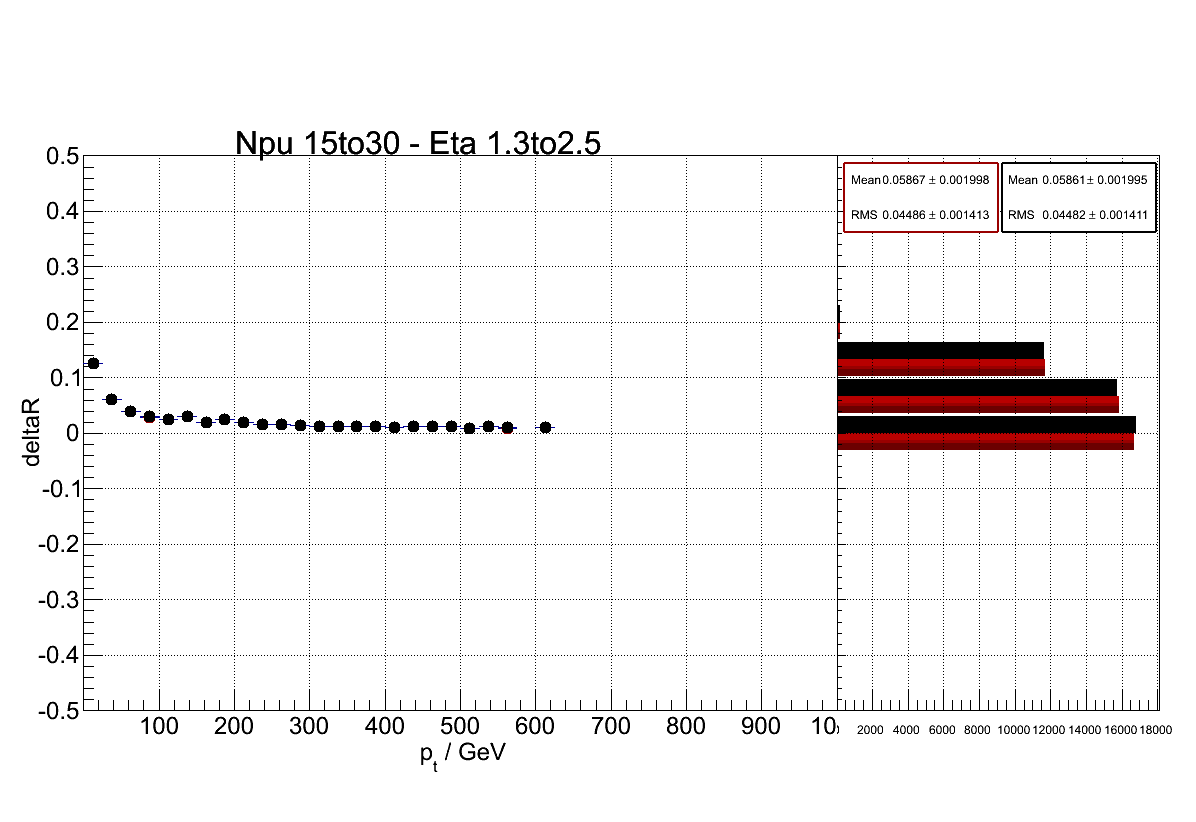 Npu 15to30 - Eta 1.3to2.5
0.5
0.4
0.3
0.2
0.1
0
-0.1
-0.2
-0.3
-0.4
-0.5
deltaR
100 200 300 400 500 600 700 800 900 10
p_t / GeV
Mean 0.05867 ± 0.001998
RMS 0.04486 ± 0.001413
Mean 0.05861 ± 0.001995
RMS 0.04482 ± 0.001411
2000 4000 6000 8000 10000 12000 14000 16000 18000